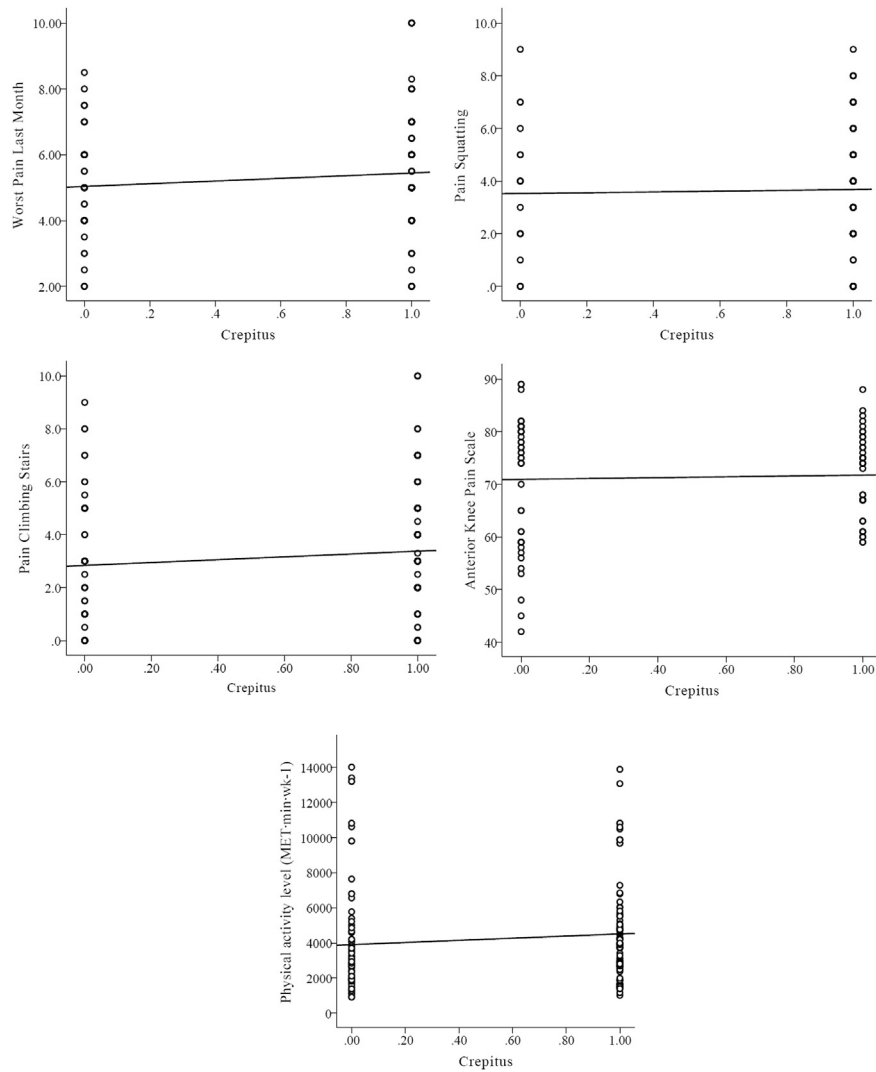 10.00
8.00
6.00
4.00
2.00
Worst Pain Last Month
.0 .2 .4 .6 .8 1.0
Crepitus
10.0
8.0
6.0
4.0
2.0
.0
Pain Squatting
.0 .2 .4 .6 .8 1.0
Crepitus
10.0
8.0
6.0
4.0
2.0
.0
Pain Climbing Stairs
.00 .20 .40 .60 .80 1.00
Crepitus
90
80
70
60
50
40
Anterior Knee Pain Scale
.00 .20 .40 .60 .80 1.00
Crepitus
14000
12000
10000
8000
6000
4000
2000
0
Physical activity level (MET·min·wk-1)
.00 .20 .40 .60 .80 1.00
Crepitus